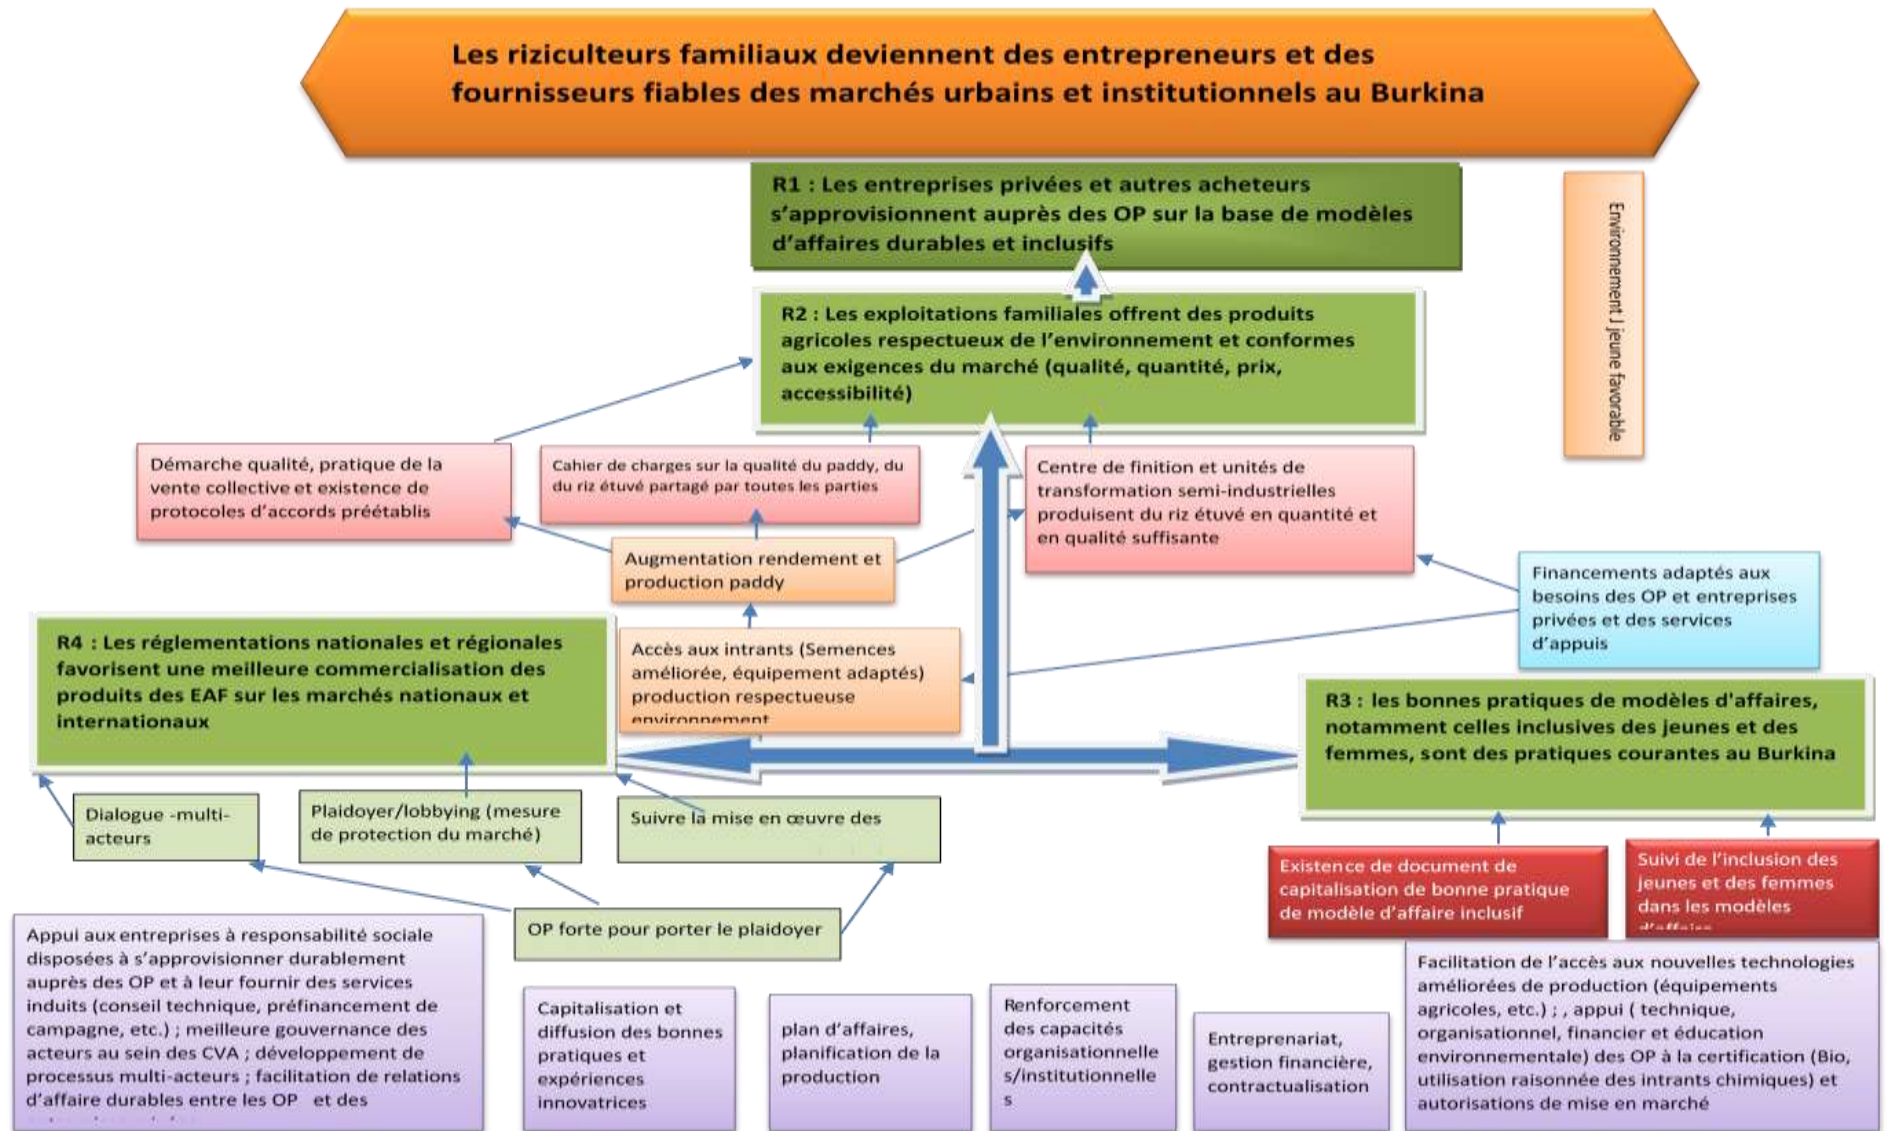 Les riziculteurs familiaux deviennent des entrepreneurs et des
fournisseurs fiables des marchés urbains et institutionnels au Burkina
R1 : Les entreprises privées et autres acheteurs
s'approvisionnent auprès des OP sur la base de modèles
d'affaires durables et inclusifs
Environnement J jeune favorable
R2 : Les exploitations familiales offrent des produits
agricoles respectueux de l'environnement et conformes
aux exigences du marché (qualité, quantité, prix,
accessibilité)
Démarche qualité, pratique de la
vente collective et existence de
protocoles d'accords préétablis
Cahier de charges sur la qualité du paddy, du
du riz étuvé partagé par toutes les parties
Centre de finition et unités de
transformation semi-industrielles
produisent du riz étuvé en quantité et
en qualité suffisante
Augmentation rendement et
production paddy
Financements adaptés aux
besoins des OP et entreprises
privées et des services
d'appuis
R4 : Les réglementations nationales et régionales
favorisent une meilleure commercialisation des
produits des EAF sur les marchés nationaux et
internationaux
Accès aux intrants (Semences
améliorée, équipement adaptés)
production respectueuse
environnement
R3 : les bonnes pratiques de modèles d'affaires,
notamment celles inclusives des jeunes et des
femmes, sont des pratiques courantes au Burkina
Dialogue -multi-
acteurs
Plaidoyer/lobbying (mesure
de protection du marché)
Suivre la mise en œuvre des
Existence de document de
capitalisation de bonne pratique
de modèle d'affaire inclusif
Suivi de l'inclusion des
jeunes et des femmes
dans les modèles
OP forte pour porter le plaidoyer
Appui aux entreprises à responsabilité sociale
disposées à s'approvisionner durablement
auprès des OP et à leur fournir des services
induits (conseil technique, préfinancement de
campagne, etc.) ; meilleure gouvernance des
acteurs au sein des CVA ; développement de
processus multi-acteurs ; facilitation de relations
d'affaire durables entre les OP et des
Capitalisation et
diffusion des bonnes
pratiques et
expériences
innovatrices
plan d'affaires,
planification de la
production
Renforcement
des capacités
organisationnelle
s/institutionnelle
s
Entreprenariat,
gestion financière,
contractualisation
Facilitation de l'accès aux nouvelles technologies
améliorées de production (équipements
agricoles, etc.) ; , appui ( technique,
organisationnel, financier et éducation
environnementale) des OP à la certification (Bio,
utilisation raisonnée des intrants chimiques) et
autorisations de mise en marché